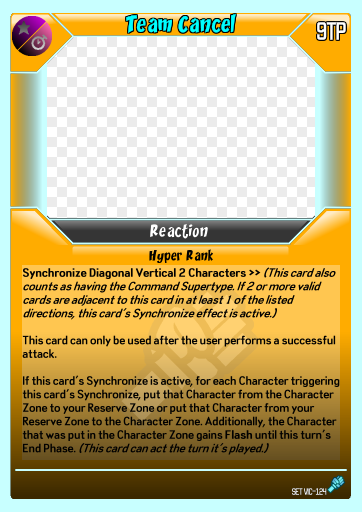 Team Cancel
9TP
Reaction
Hyper Rank
Synchronize Diagonal Vertical 2 Characters >> (This card also
counts as having the Command Supertype. If 2 or more valid
cards are adjacent to this card in at least 1 of the listed
directions, this card's Synchronize effect is active.)
This card can only be used after the user performs a successful
attack.
If this card's Synchronize is active, for each Character triggering
this card's Synchronize, put that Character from the Character
Zone to your Reserve Zone or put that Character from your
Reserve Zone to the Character Zone. Additionally, the Character
that was put in the Character Zone gains Flash until this turn's
End Phase. (This card can act the turn it's played.)
SET VIC-124